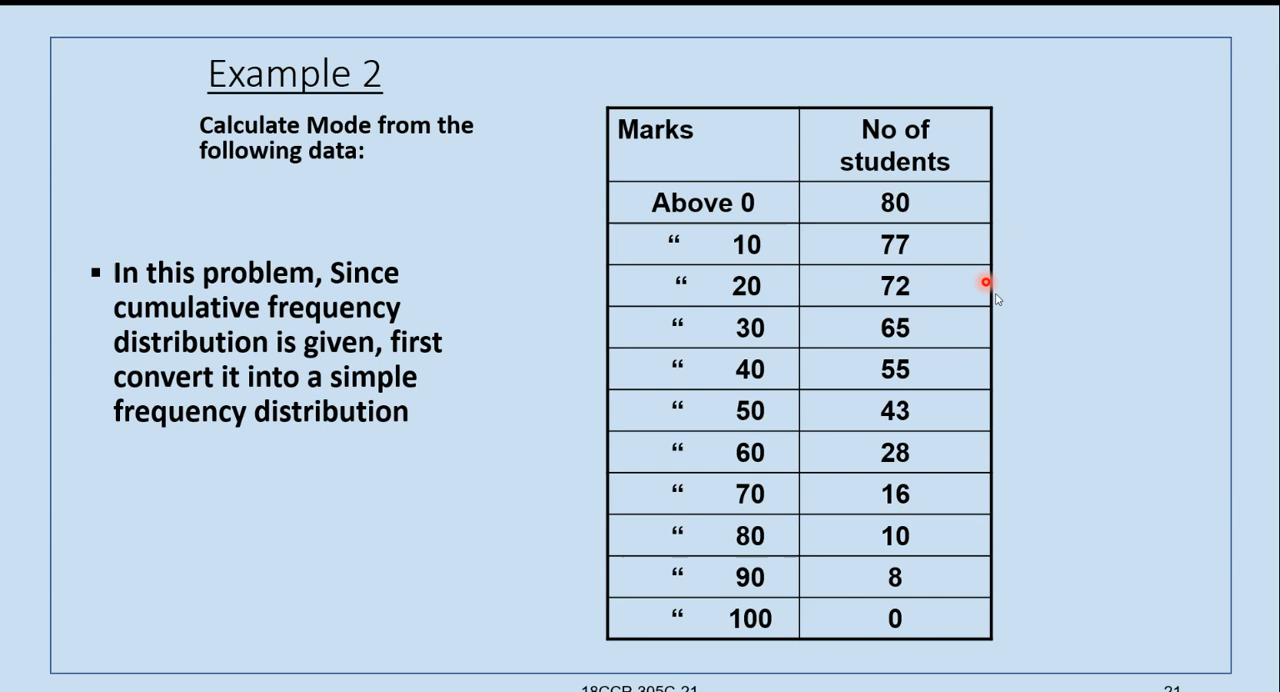 Example 2
Calculate Mode from the
following data:
▪ In this problem, Since
cumulative frequency
distribution is given, first
convert it into a simple
frequency distribution
Marks No of
students
Above 0 80
“ 10 77
“ 20 72
“ 30 65
“ 40 55
“ 50 43
“ 60 28
“ 70 16
“ 80 10
“ 90 8
“ 100 0
21